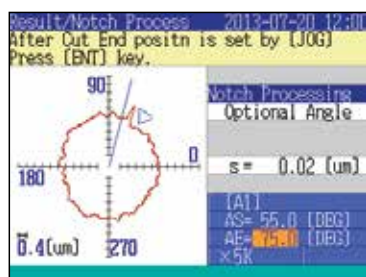 Result/Notch Process 2013-07-20 12:00
After Cut End positn is set by [JOG]
Press [ENT] key.
90
Notch Processing
Optional Angle
0
s= 0.02 [um]
180
[A1]
AS= 55.0 [DEG]
AE= 75.0 [DEG]
0.4[um] 270
×5K